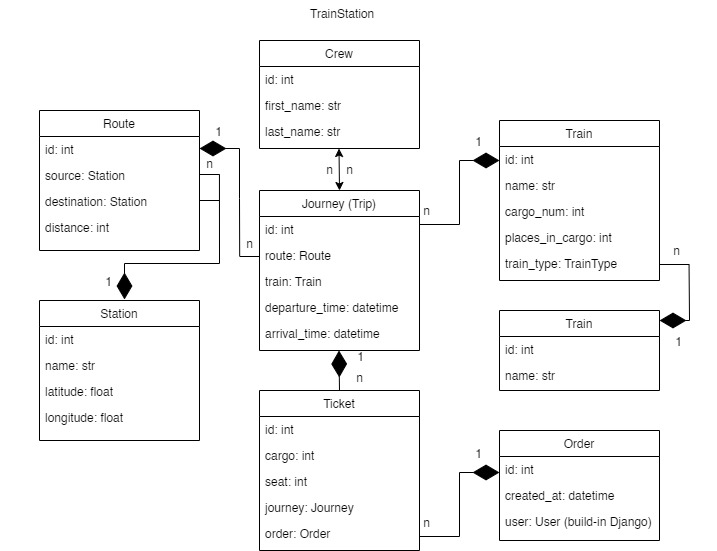 TrainStation
Crew
id: int
first_name: str
last_name: str
Route
id: int
source: Station
destination: Station
distance: int
1
n
n
n n
Journey (Trip)
id: int
route: Route
train: Train
departure_time: datetime
arrival_time: datetime
n
1
Train
id: int
name: str
cargo_num: int
places_in_cargo: int
train_type: TrainType
n
1
Train
id: int
name: str
1
Station
id: int
name: str
latitude: float
longitude: float
1
n
Ticket
id: int
cargo: int
seat: int
journey: Journey
order: Order
n
1
Order
id: int
created_at: datetime
user: User (build-in Django)